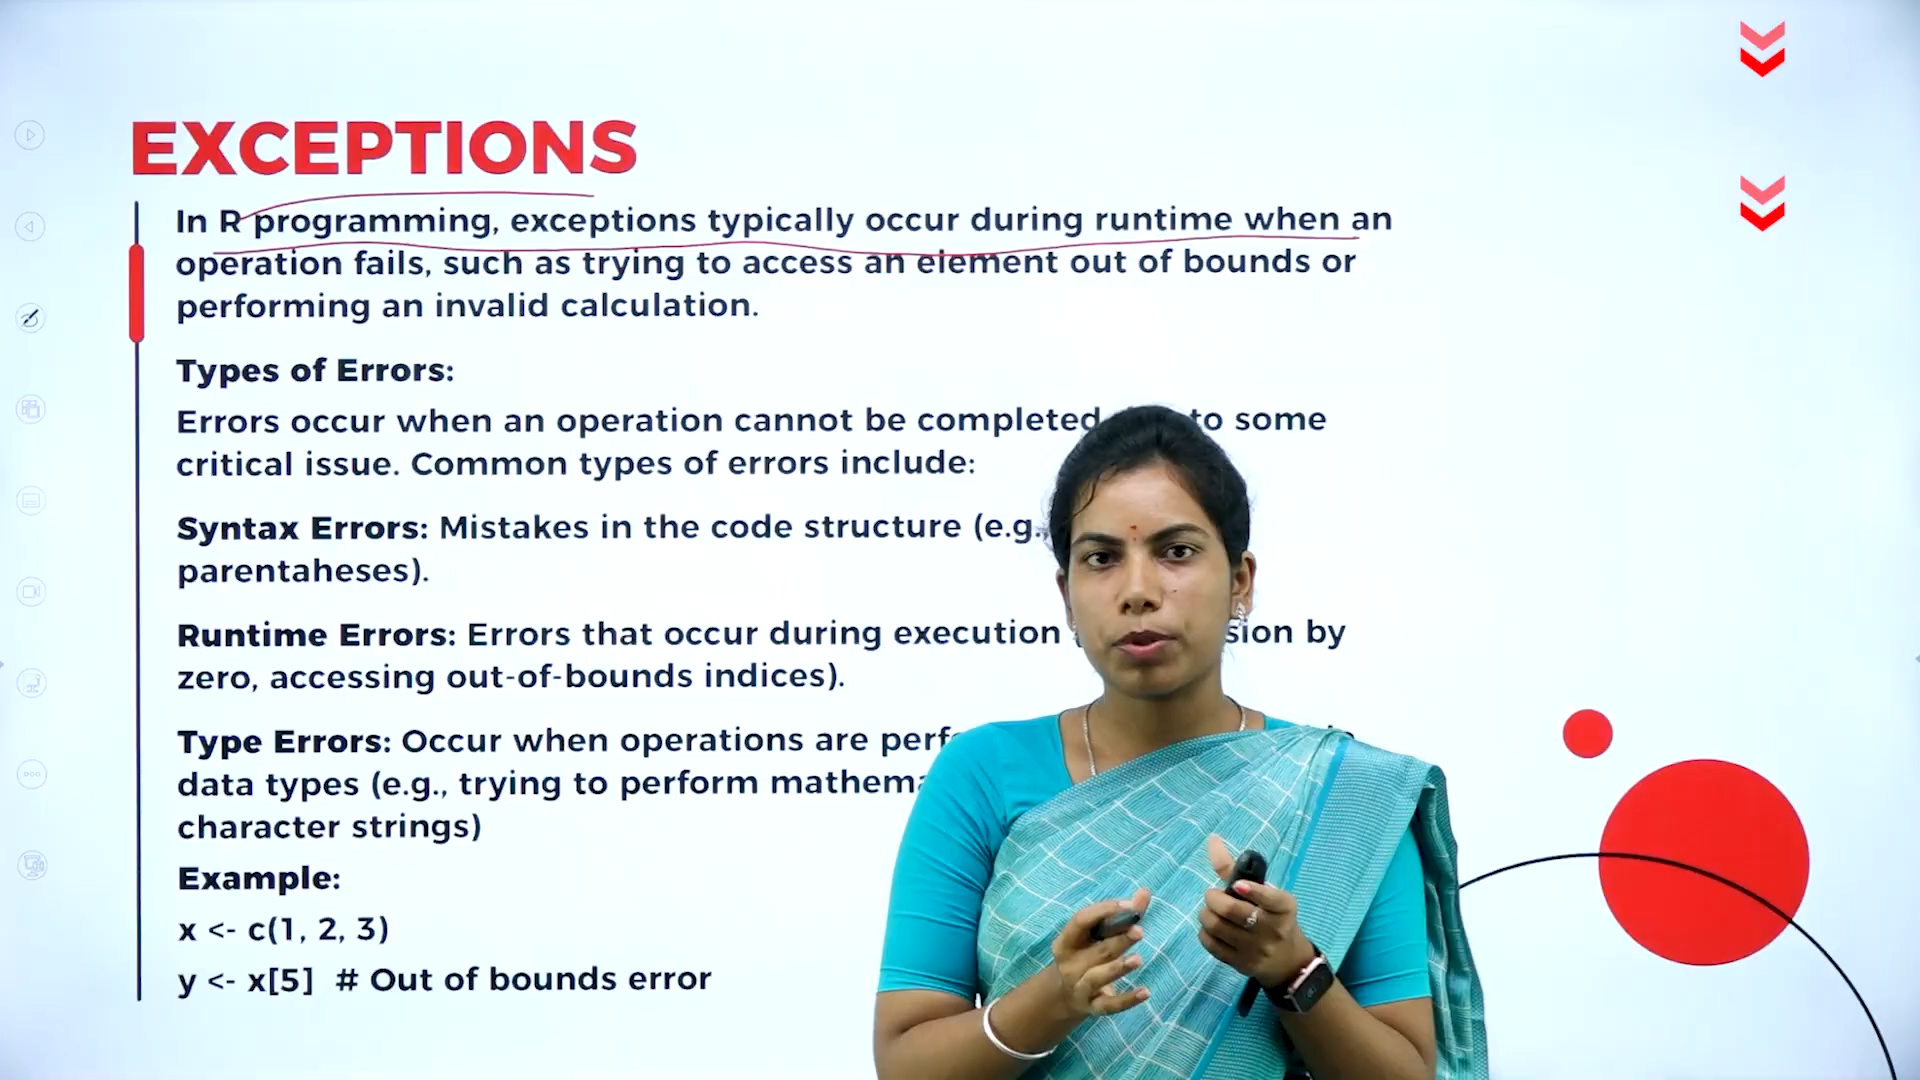 EXCEPTIONS
In R programming, exceptions typically occur during runtime when an
operation fails, such as trying to access an element out of bounds or
performing an invalid calculation.
Types of Errors:
Errors occur when an operation cannot be completed to some
critical issue. Common types of errors include:
Syntax Errors: Mistakes in the code structure (e.g.,
parentaheses).
Runtime Errors: Errors that occur during execution by
zero, accessing out-of-bounds indices).
Type Errors: Occur when operations are
data types (e.g., trying to perform
character strings)
Example:
x <- c(1, 2, 3)
y <- x[5] # Out of bounds error